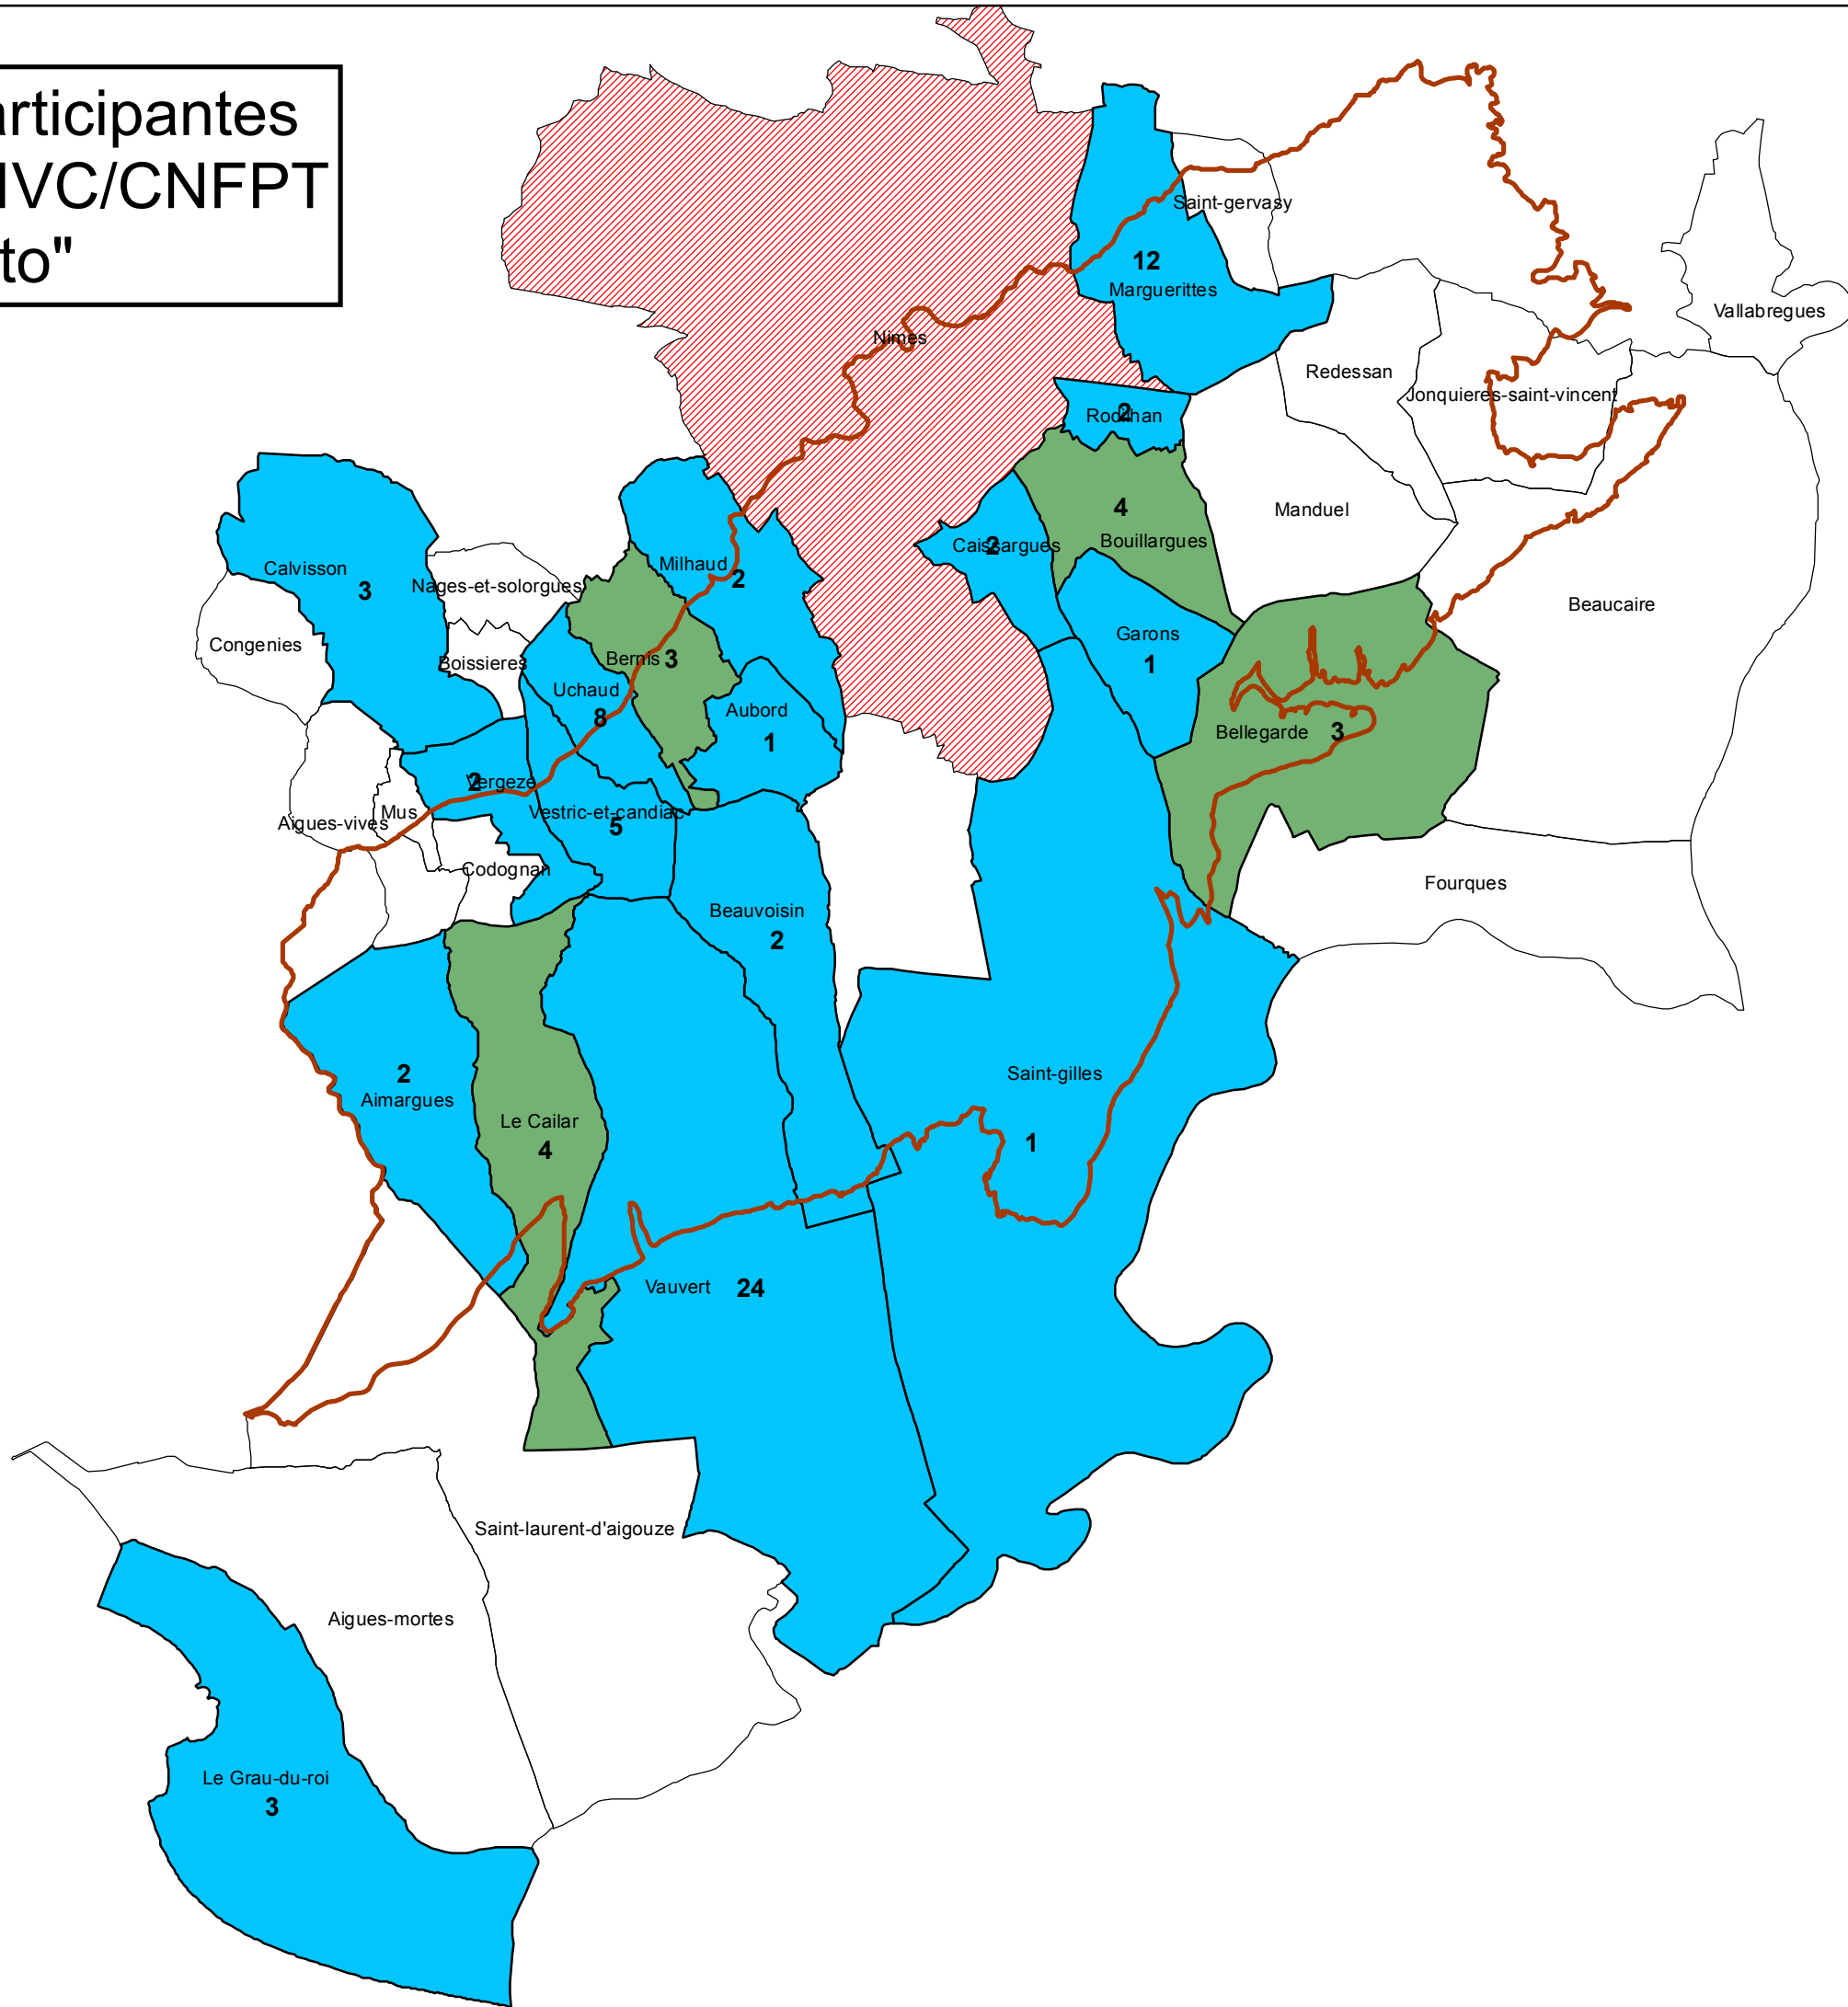 articipantes
IVC/CNFPT
to"
Saint-gervasy
12
Marguerittes
Vallabregues
Nimes
Redessan
Jonquieres-saint-vincent
Rodilhan
2
4
Manduel
Caissargues
2
Bouillargues
Milhaud
2
Calvisson
3
Nages-et-solorgues
Beaucaire
Garons
1
Congenies
Boissieres
Bernis 3
Uchaud
8
Aubord
1
Bellegarde 3
Vergeze
2
Mus
Aigues-vives
Vestric-et-candiac
5
Codognan
Fourques
Beauvoisin
2
2
Aimargues
Saint-gilles
1
Le Cailar
4
Vauvert 24
Saint-laurent-d'aigouze
Aigues-mortes
Le Grau-du-roi
3